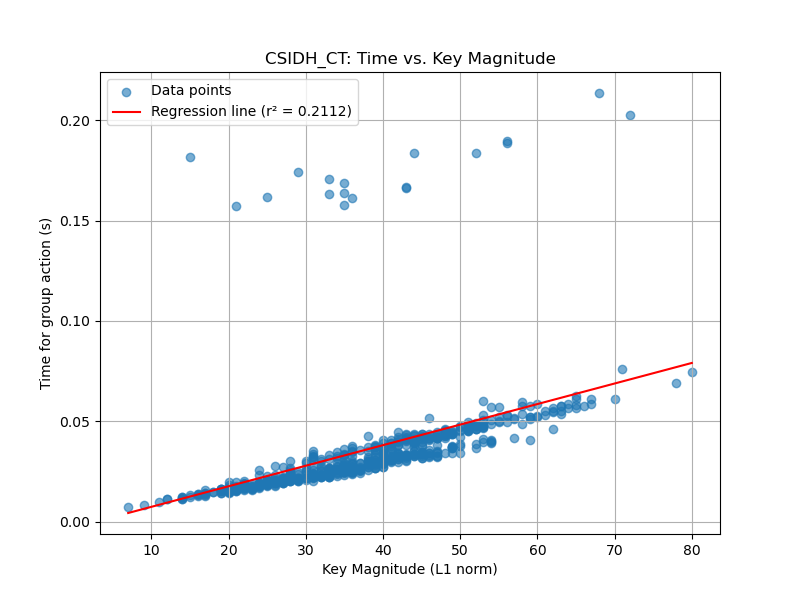 CSIDH_CT: Time vs. Key Magnitude
Data points
Regression line (r² = 0.2112)
0.20
0.15
0.10
0.05
0.00
Time for group action (s)
10 20 30 40 50 60 70 80
Key Magnitude (L1 norm)